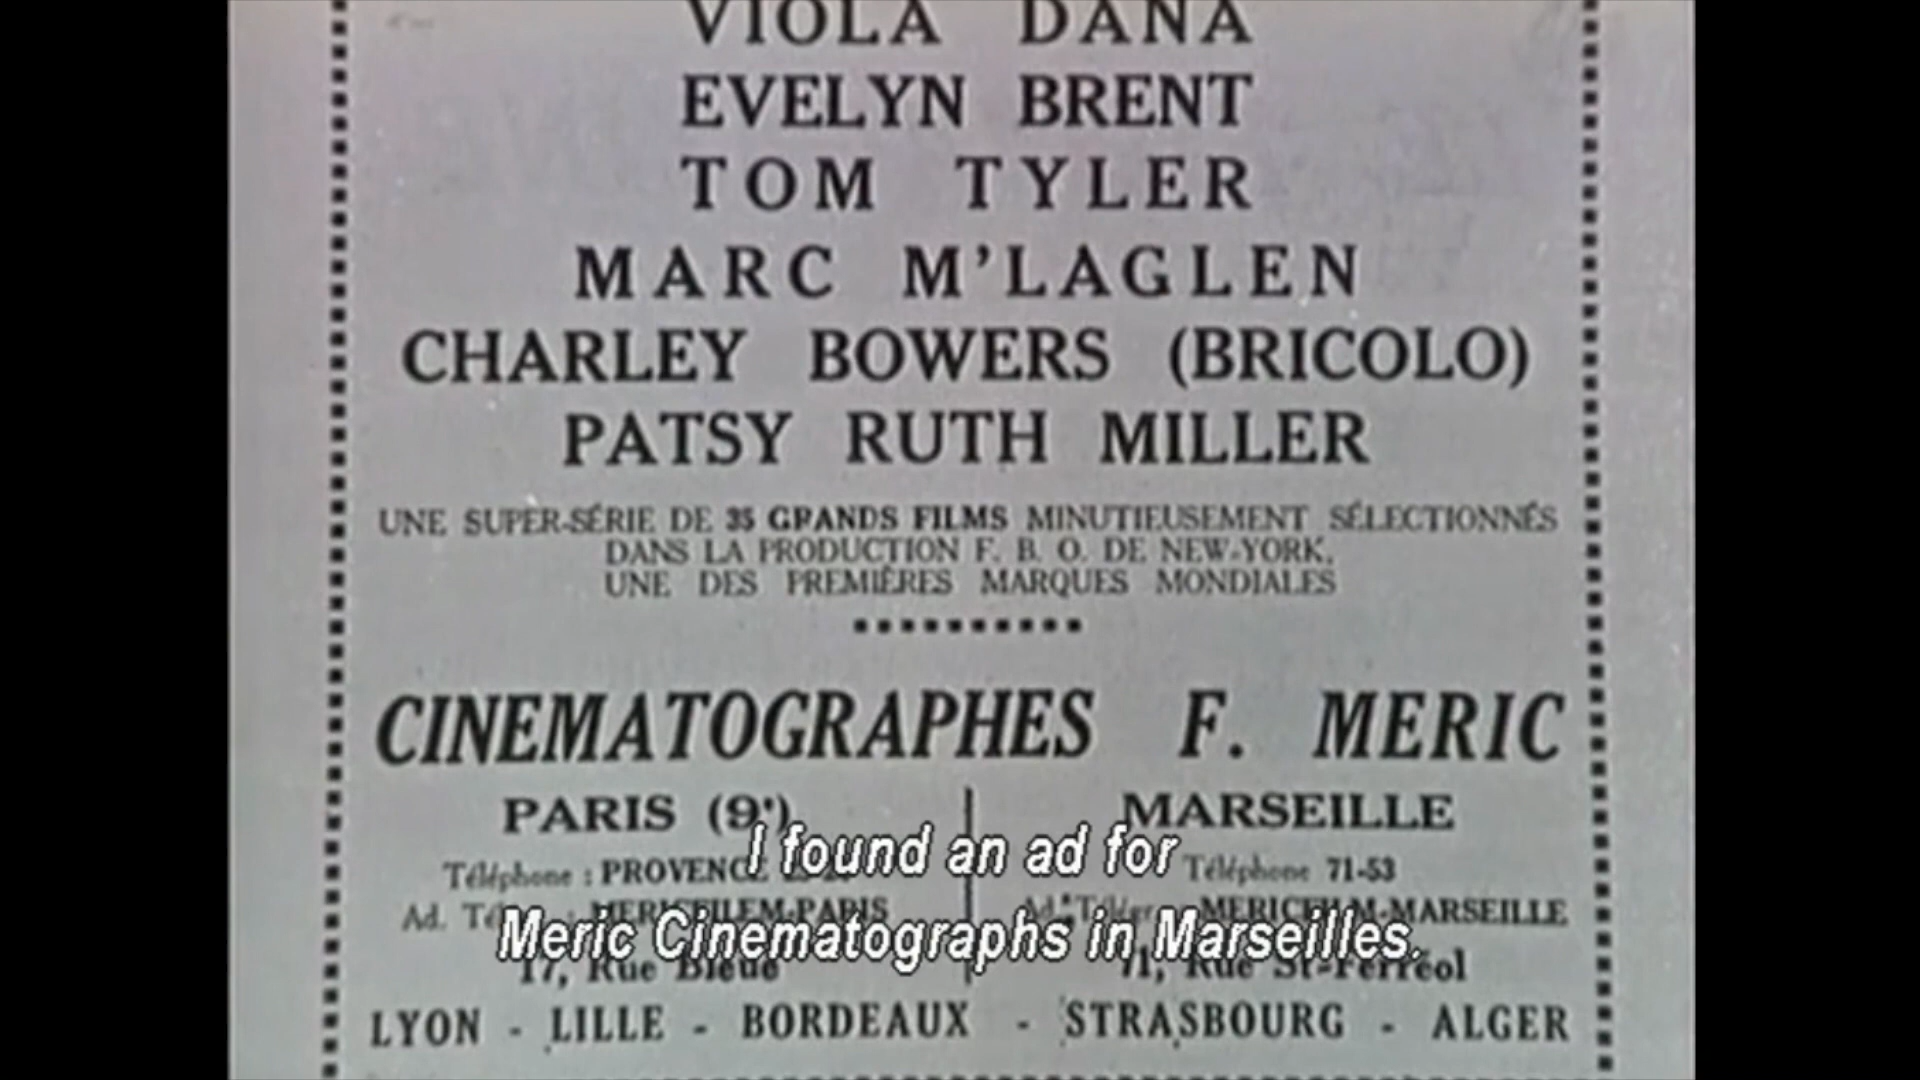 VIOLA DANA
EVELYN BRENT
TOM TYLER
MARC M'LAGLEN
CHARLEY BOWERS (BRICOLO)
PATSY RUTH MILLER
UNE SUPER-SÉRIE DE 35 GRANDS FILMS MINUTIEUSEMENT SÉLECTIONNÉS
DANS LA PRODUCTION F. B. O. DE NEW-YORK,
UNE DES PREMIÈRES MARQUES MONDIALES
CINEMATOGRAPHES F. MERIC
PARIS (9e)
Téléphone : PROVENCE
Ad. MERICFILM-PARIS
17, Rue Bleue
MARSEILLE
Téléphone 71-53
MERICFILM-MARSEILLE
71, Rue St-Ferréol
LYON - LILLE - BORDEAUX - STRASBOURG - ALGER
I found an ad for
Meric Cinematographs in Marseilles.